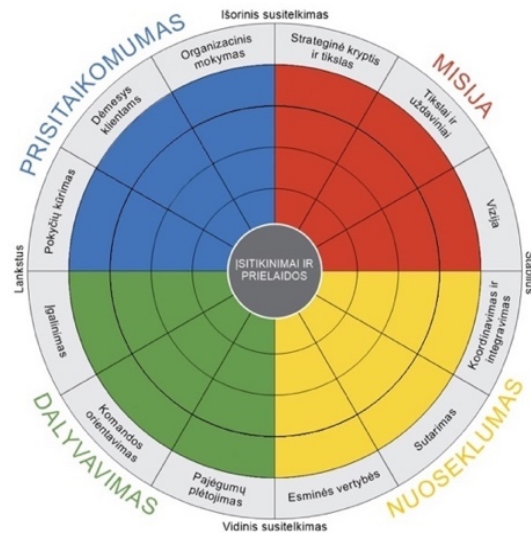 Išorinis susitelkimas
PRISITAIKOMUMAS
MISIJA
Pokyčių kūrimas
Dėmesys
klientams
Organizacinis
mokymas
Strateginė kryptis
ir tikslas
Tikslai ir
uždaviniai
Vizija
Lankstus
ĮSITIKINIMAI IR
PRIELAIDOS
Stabilus
Įgalinimas
Komandos
orientavimas
Pajėgumų
plėtojimas
Esminės vertybės
Sutarimas
Koordinavimas ir
integravimas
DALYVAVIMAS
NUOSEKLUMAS
Vidinis susitelkimas